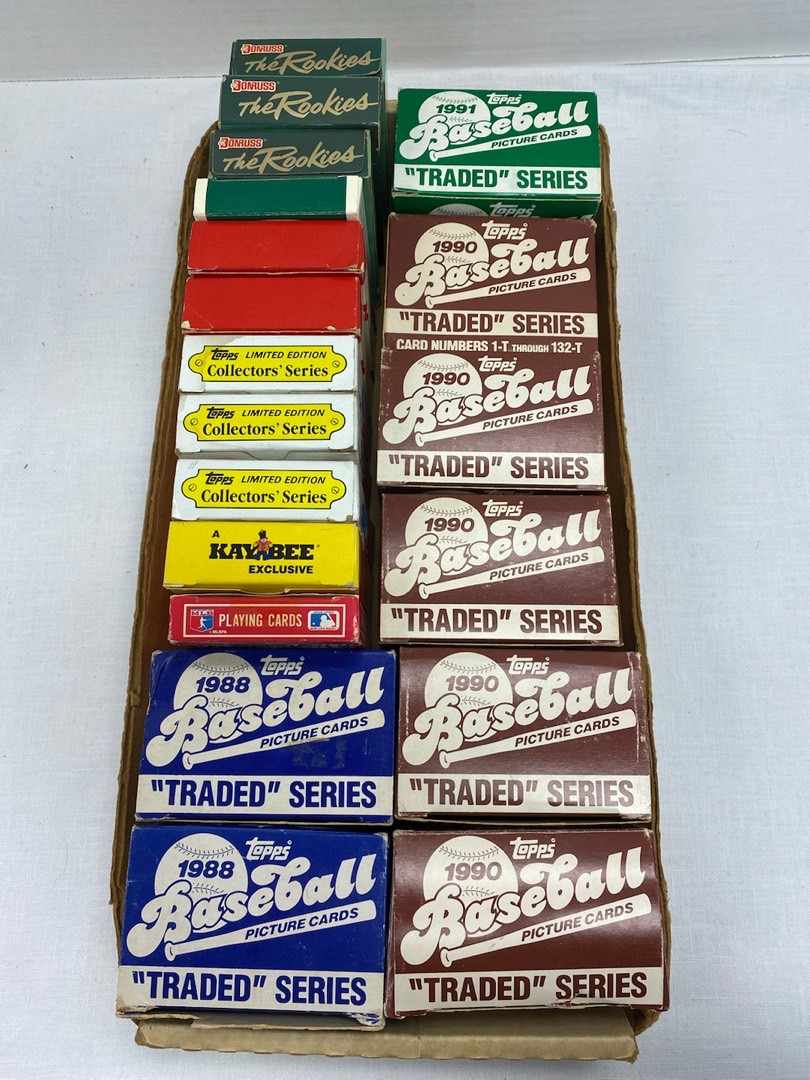 DONRUSS
The Rookies
DONRUSS
The Rookies
DONRUSS
The Rookies
Topps LIMITED EDITION
Collectors' Series
Topps LIMITED EDITION
Collectors' Series
Topps LIMITED EDITION
Collectors' Series
A
KAY BEE
EXCLUSIVE
MLB PLAYING CARDS
Topps
1988
Baseball
PICTURE CARDS
"TRADED" SERIES
Topps
1988
Baseball
PICTURE CARDS
"TRADED" SERIES
Topps
1991
Baseball
PICTURE CARDS
"TRADED" SERIES
Topps
Topps
1990
Baseball
PICTURE CARDS
"TRADED" SERIES
CARD NUMBERS 1-T THROUGH 132-T
Topps
1990
Baseball
PICTURE CARDS
"TRADED" SERIES
Topps
1990
Baseball
PICTURE CARDS
"TRADED" SERIES
Topps
1990
Baseball
PICTURE CARDS
"TRADED" SERIES
Topps
1990
Baseball
PICTURE CARDS
"TRADED" SERIES